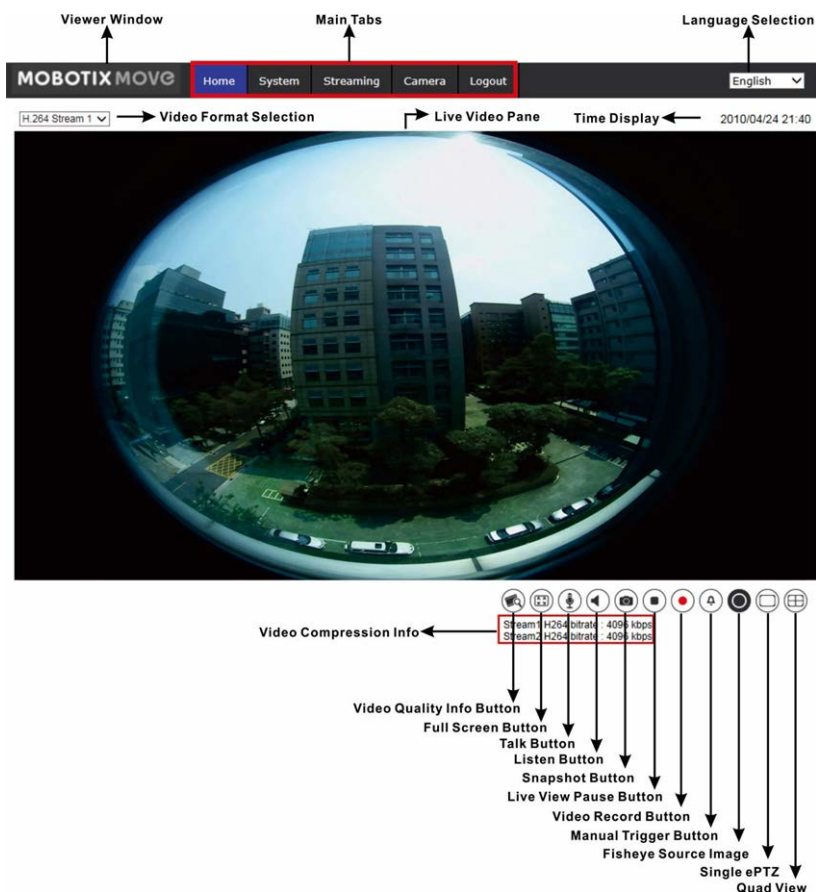 Viewer Window
Main Tabs
Language Selection
MOBOTIX MOVE
Home
System
Streaming
Camera
Logout
English
H.264 Stream 1
Video Format Selection
Live Video Pane
Time Display
2010/04/24 21:40
Video Compression Info
Stream1 H264 bitrate : 4096 kbps
Stream2 H264 bitrate : 4096 kbps
Video Quality Info Button
Full Screen Button
Talk Button
Listen Button
Snapshot Button
Live View Pause Button
Video Record Button
Manual Trigger Button
Fisheye Source Image
Single ePTZ
Quad View